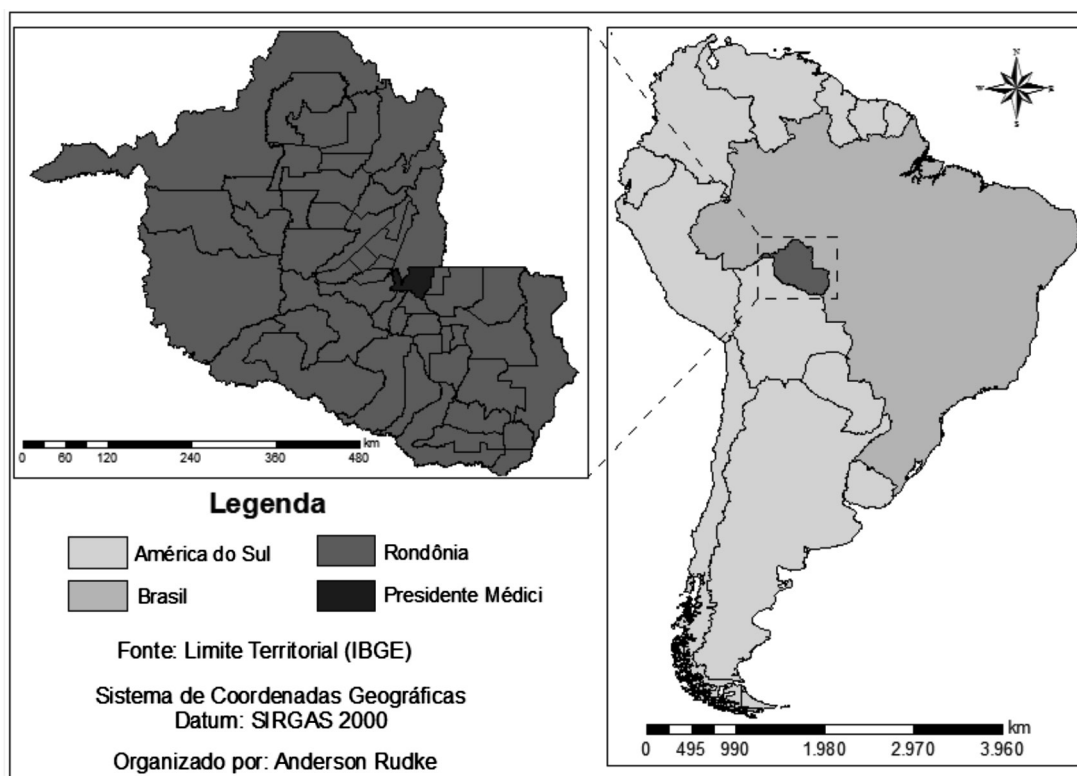 km
0 60 120 240 360 480
Legenda
América do Sul
Rondônia
Brasil
Presidente Médici
Fonte: Limite Territorial (IBGE)
Sistema de Coordenadas Geográficas
Datum: SIRGAS 2000
Organizado por: Anderson Rudke
N
W E
S
km
0 495 990 1.980 2.970 3.960